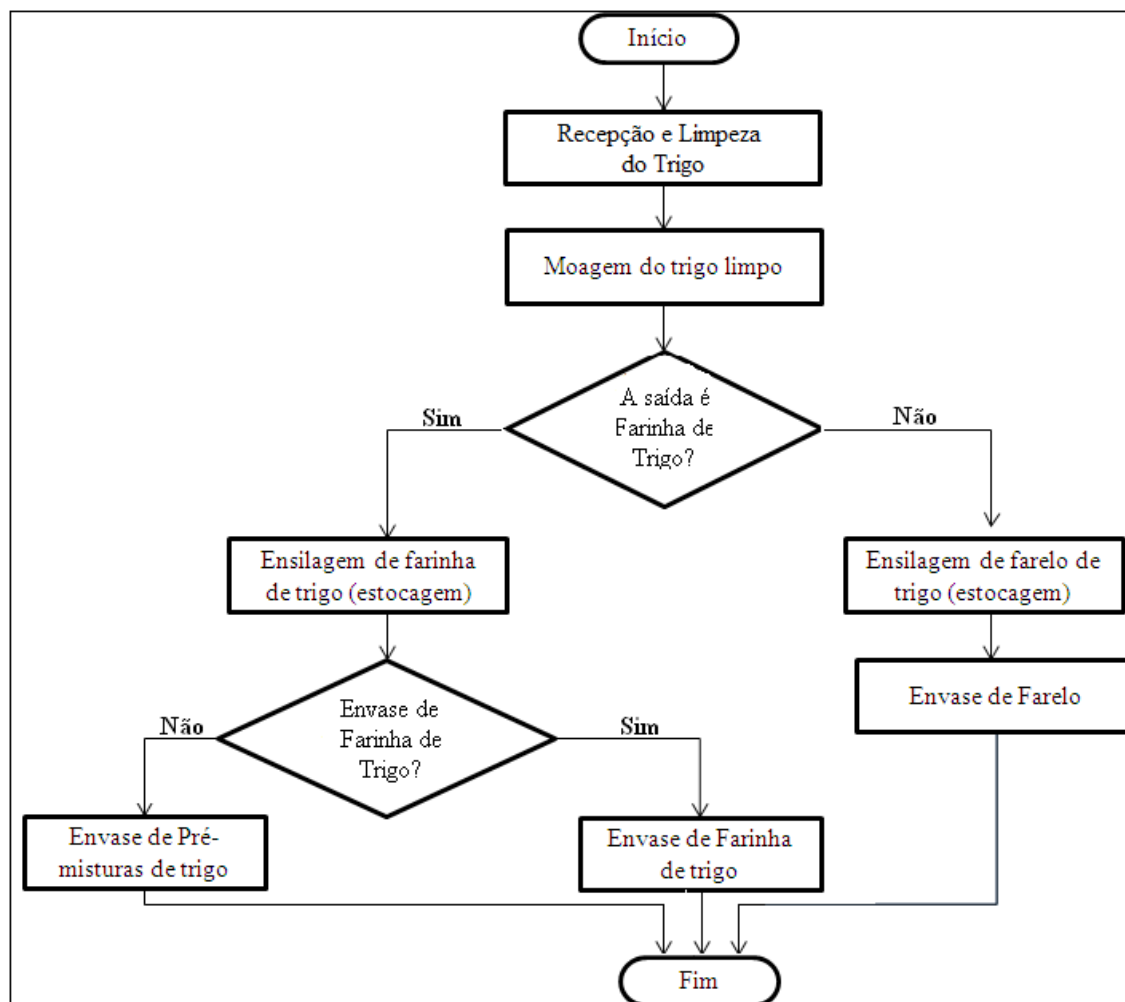 Início
Recepção e Limpeza
do Trigo
Moagem do trigo limpo
A saída é
Farinha de
Trigo?
Sim
Não
Ensilagem de farinha
de trigo (estocagem)
Ensilagem de farelo de
trigo (estocagem)
Envase de
Farinha de
Trigo?
Não
Sim
Envase de Farelo
Envase de Pré-
misturas de trigo
Envase de Farinha
de trigo
Fim